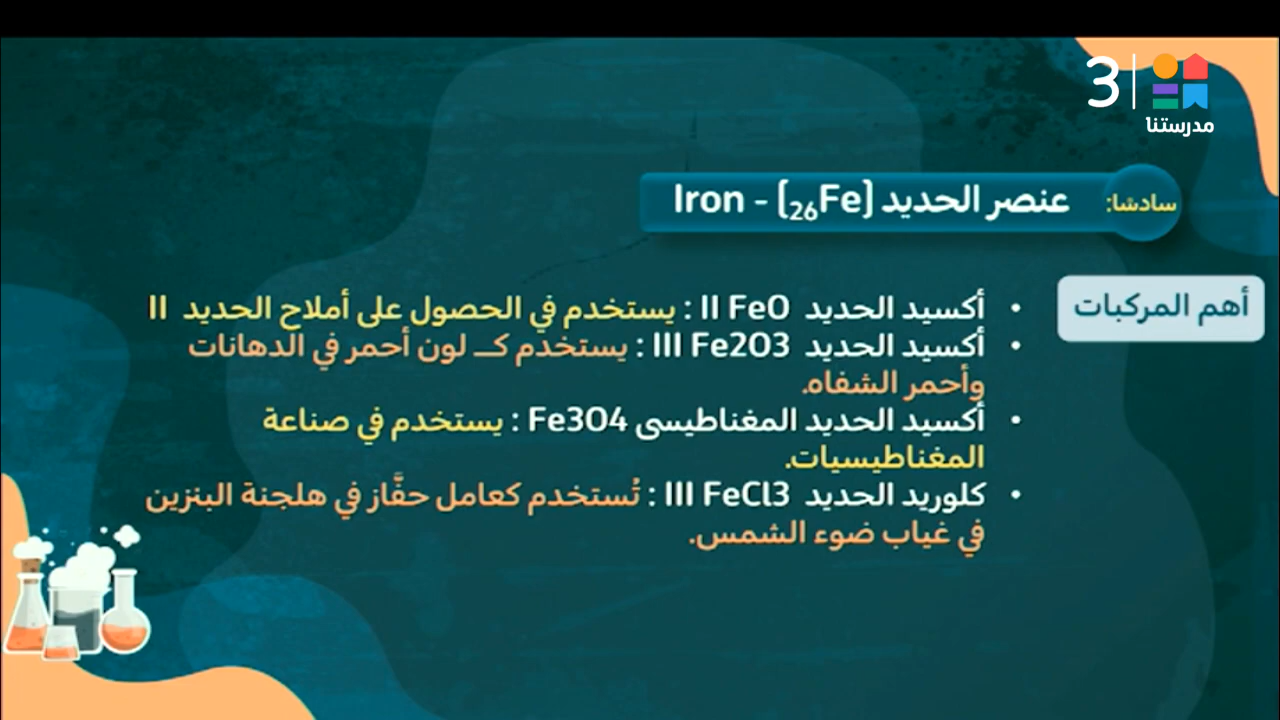 3
مدرستنا
سادسًا:
عنصر الحديد [₂₆Fe] - Iron
أهم المركبات
• أكسيد الحديد II FeO : يستخدم في الحصول على أملاح الحديد II
• أكسيد الحديد III Fe2O3 : يستخدم كـ لون أحمر في الدهانات
وأحمر الشفاه.
• أكسيد الحديد المغناطيسى Fe3O4 : يستخدم في صناعة
المغناطيسيات.
• كلوريد الحديد III FeCl3 : تُستخدم كعامل حفَّاز في هلجنة البنزين
في غياب ضوء الشمس.